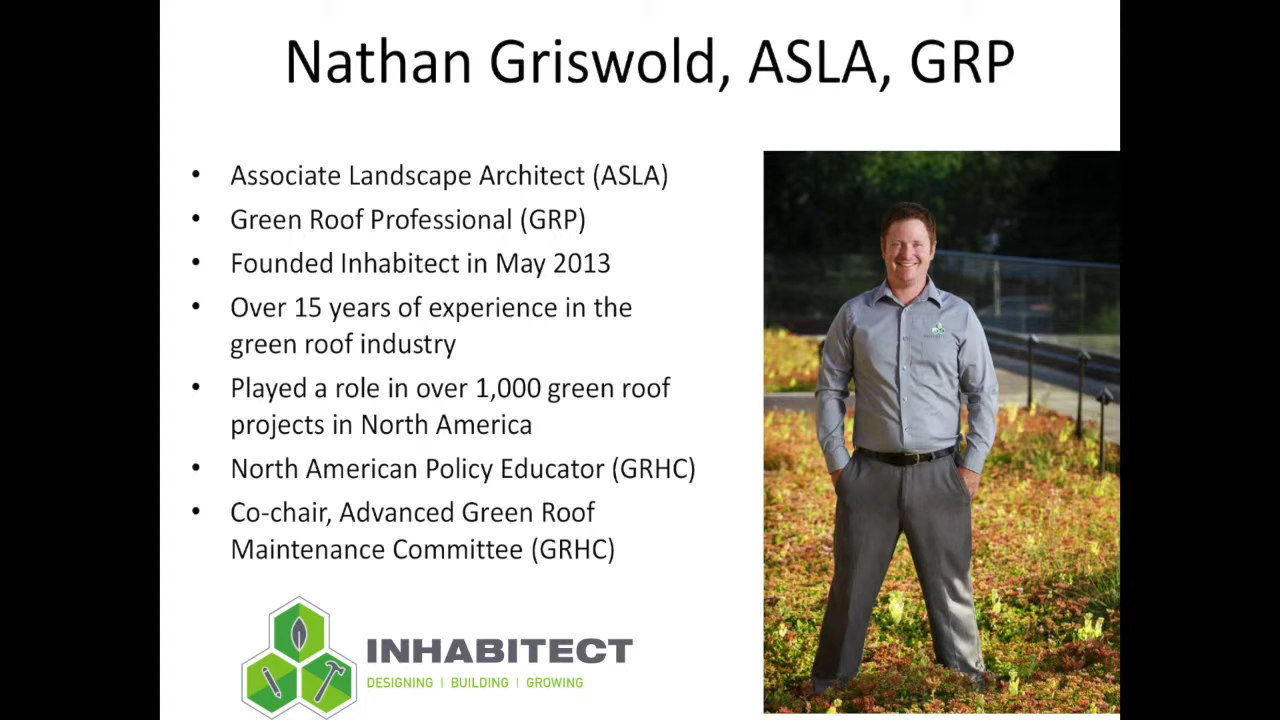 Nathan Griswold, ASLA, GRP
• Associate Landscape Architect (ASLA)
• Green Roof Professional (GRP)
• Founded Inhabitect in May 2013
• Over 15 years of experience in the
green roof industry
• Played a role in over 1,000 green roof
projects in North America
• North American Policy Educator (GRHC)
• Co-chair, Advanced Green Roof
Maintenance Committee (GRHC)
INHABITECT
DESIGNING | BUILDING | GROWING